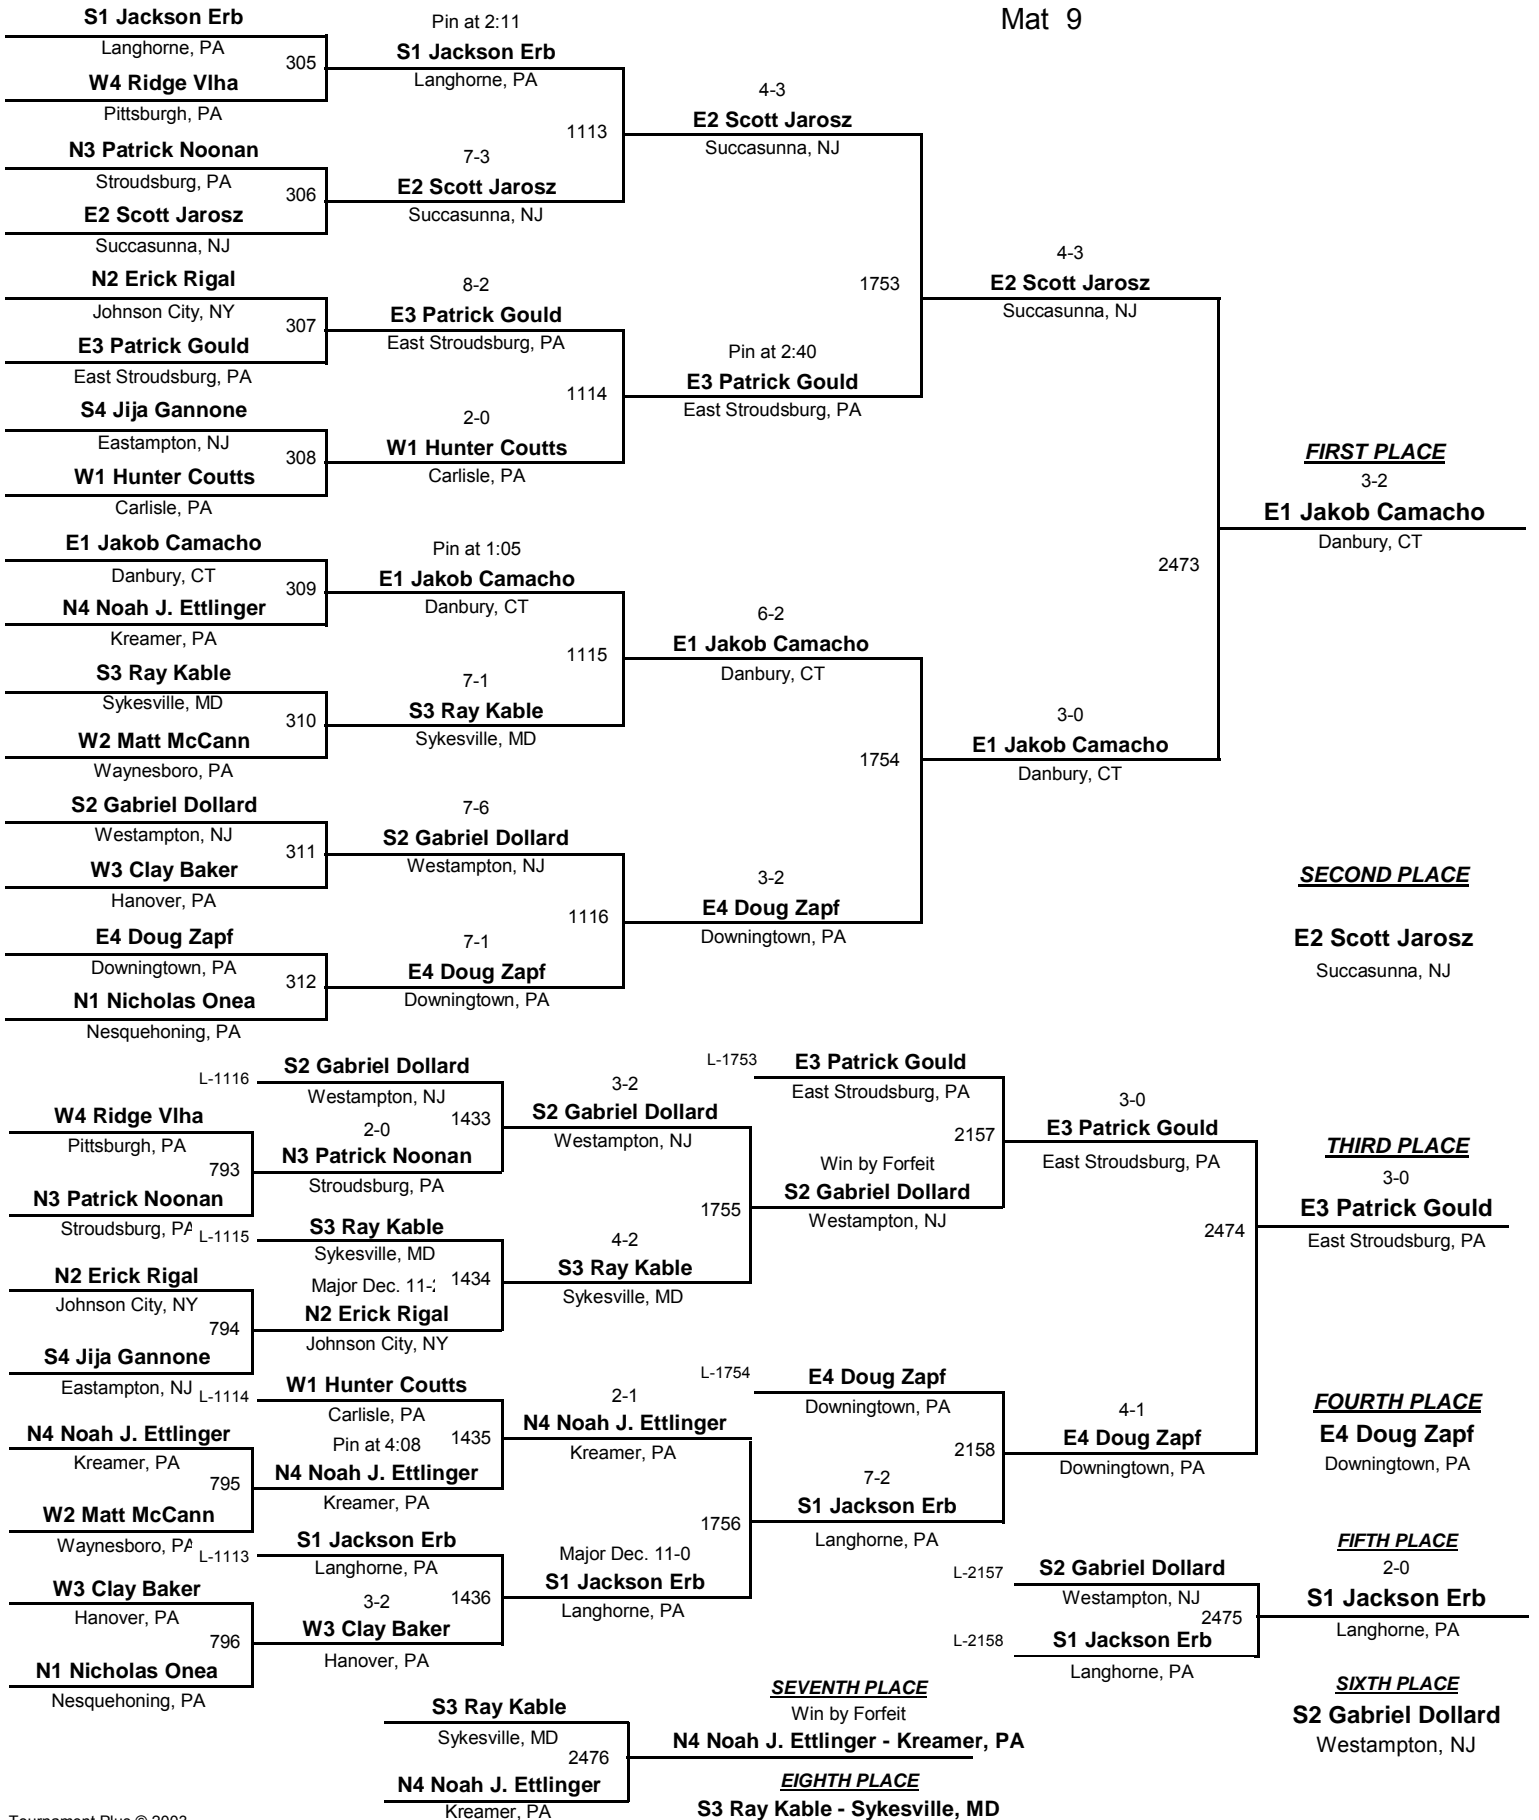 Mat 9
S1 Jackson Erb
Langhorne, PA
305
W4 Ridge Vlha
Pittsburgh, PA
N3 Patrick Noonan
Stroudsburg, PA
306
E2 Scott Jarosz
Succasunna, NJ
N2 Erick Rigal
Johnson City, NY
307
E3 Patrick Gould
East Stroudsburg, PA
S4 Jija Gannone
Eastampton, NJ
308
W1 Hunter Coutts
Carlisle, PA
E1 Jakob Camacho
Danbury, CT
309
N4 Noah J. Ettlinger
Kreamer, PA
S3 Ray Kable
Sykesville, MD
310
W2 Matt McCann
Waynesboro, PA
S2 Gabriel Dollard
Westampton, NJ
311
W3 Clay Baker
Hanover, PA
E4 Doug Zapf
Downingtown, PA
312
N1 Nicholas Onea
Nesquehoning, PA
Pin at 2:11
S1 Jackson Erb
Langhorne, PA
1113
7-3
E2 Scott Jarosz
Succasunna, NJ
8-2
E3 Patrick Gould
East Stroudsburg, PA
1114
2-0
W1 Hunter Coutts
Carlisle, PA
Pin at 1:05
E1 Jakob Camacho
Danbury, CT
1115
7-1
S3 Ray Kable
Sykesville, MD
7-6
S2 Gabriel Dollard
Westampton, NJ
1116
7-1
E4 Doug Zapf
Downingtown, PA
4-3
E2 Scott Jarosz
Succasunna, NJ
1753
Pin at 2:40
E3 Patrick Gould
East Stroudsburg, PA
6-2
E1 Jakob Camacho
Danbury, CT
1754
3-2
E4 Doug Zapf
Downingtown, PA
4-3
E2 Scott Jarosz
Succasunna, NJ
2473
3-0
E1 Jakob Camacho
Danbury, CT
FIRST PLACE
3-2
E1 Jakob Camacho
Danbury, CT
SECOND PLACE
E2 Scott Jarosz
Succasunna, NJ
W4 Ridge Vlha
Pittsburgh, PA
793
N3 Patrick Noonan
Stroudsburg, PA
N2 Erick Rigal
Johnson City, NY
794
S4 Jija Gannone
Eastampton, NJ
N4 Noah J. Ettlinger
Kreamer, PA
795
W2 Matt McCann
Waynesboro, PA
W3 Clay Baker
Hanover, PA
796
N1 Nicholas Onea
Nesquehoning, PA
L-1116
S2 Gabriel Dollard
Westampton, NJ
1433
2-0
N3 Patrick Noonan
Stroudsburg, PA
L-1115
S3 Ray Kable
Sykesville, MD
Major Dec. 11-
1434
N2 Erick Rigal
Johnson City, NY
L-1114
W1 Hunter Coutts
Carlisle, PA
Pin at 4:08
1435
N4 Noah J. Ettlinger
Kreamer, PA
L-1113
S1 Jackson Erb
Langhorne, PA
3-2
1436
W3 Clay Baker
Hanover, PA
3-2
S2 Gabriel Dollard
Westampton, NJ
1755
4-2
S3 Ray Kable
Sykesville, MD
2-1
N4 Noah J. Ettlinger
Kreamer, PA
1756
Major Dec. 11-0
S1 Jackson Erb
Langhorne, PA
L-1753
E3 Patrick Gould
East Stroudsburg, PA
2157
Win by Forfeit
S2 Gabriel Dollard
Westampton, NJ
L-1754
E4 Doug Zapf
Downingtown, PA
2158
7-2
S1 Jackson Erb
Langhorne, PA
3-0
E3 Patrick Gould
East Stroudsburg, PA
2474
4-1
E4 Doug Zapf
Downingtown, PA
THIRD PLACE
3-0
E3 Patrick Gould
East Stroudsburg, PA
FOURTH PLACE
E4 Doug Zapf
Downingtown, PA
L-2157
S2 Gabriel Dollard
Westampton, NJ
2475
L-2158
S1 Jackson Erb
Langhorne, PA
FIFTH PLACE
2-0
S1 Jackson Erb
Langhorne, PA
SIXTH PLACE
S2 Gabriel Dollard
Westampton, NJ
S3 Ray Kable
Sykesville, MD
2476
N4 Noah J. Ettlinger
Kreamer, PA
SEVENTH PLACE
Win by Forfeit
N4 Noah J. Ettlinger - Kreamer, PA
EIGHTH PLACE
S3 Ray Kable - Sykesville, MD